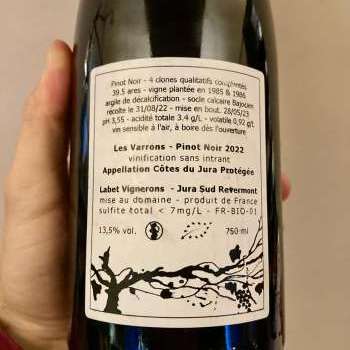 Pinot Noir - 4 clones qualitatifs complantés
39.5 ares - vigne plantée en 1985 & 1986
argile de décalcification - socle calcaire Bajocien
récolte le 31/08/22 - mise en bout. 28/05/23
pH 3,55 - acidité totale 3.4 g/L - volatile 0,92 g/L
vin sensible à l'air, à boire dès l'ouverture
Les Varrons - Pinot Noir 2022
vinification sans intrant
Appellation Côtes du Jura Protégée
Labet Vignerons - Jura Sud Revermont
mise au domaine - produit de France
sulfite total < 7mg/L - FR-BIO-01
13,5% vol. 750 ml